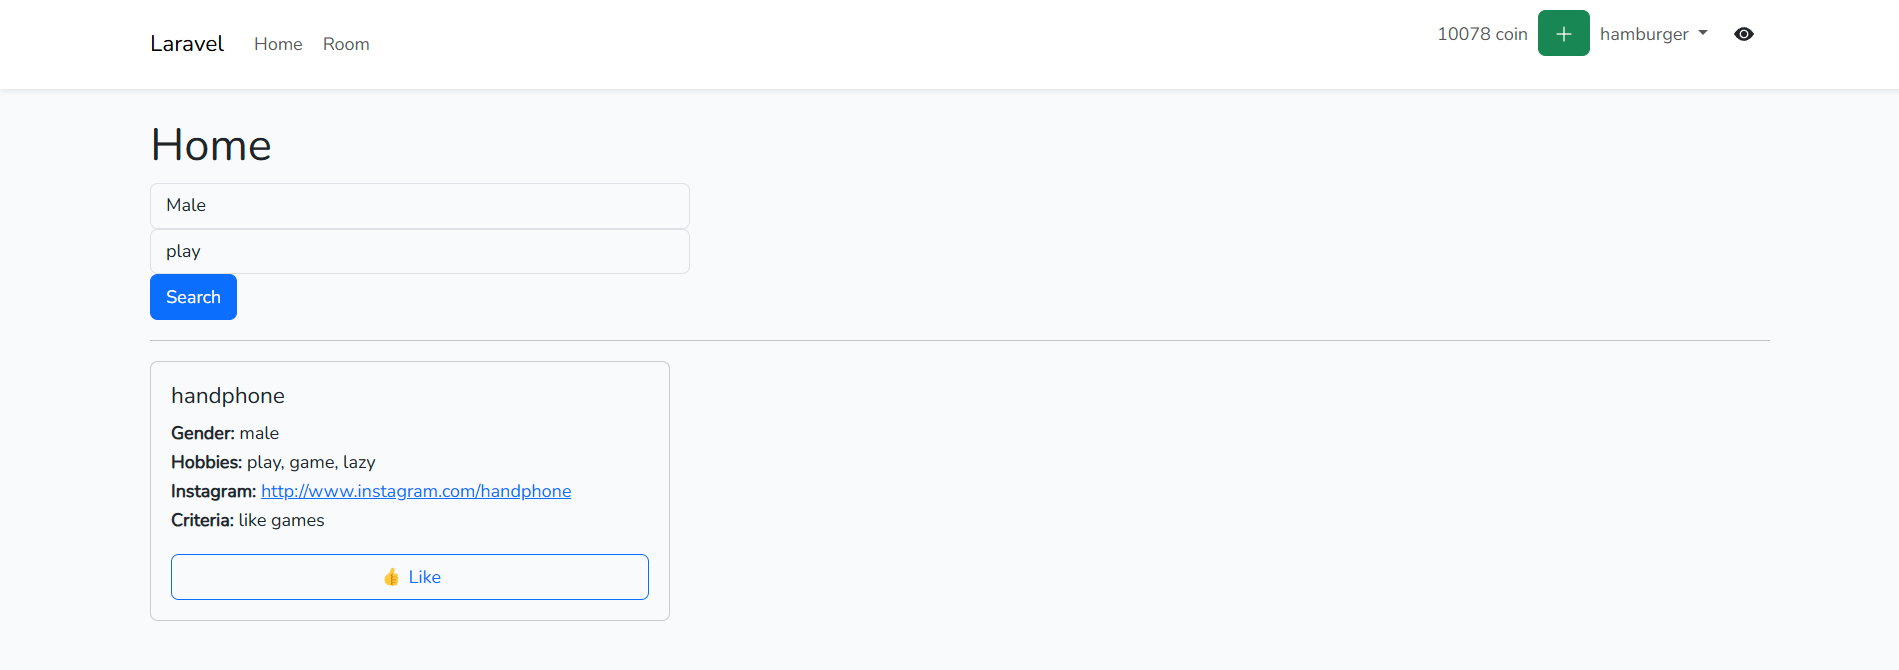 Laravel Home Room 10078 coin + hamburger
Home
Male
play
Search
handphone
Gender: male
Hobbies: play, game, lazy
Instagram: http://www.instagram.com/handphone
Criteria: like games
👍 Like